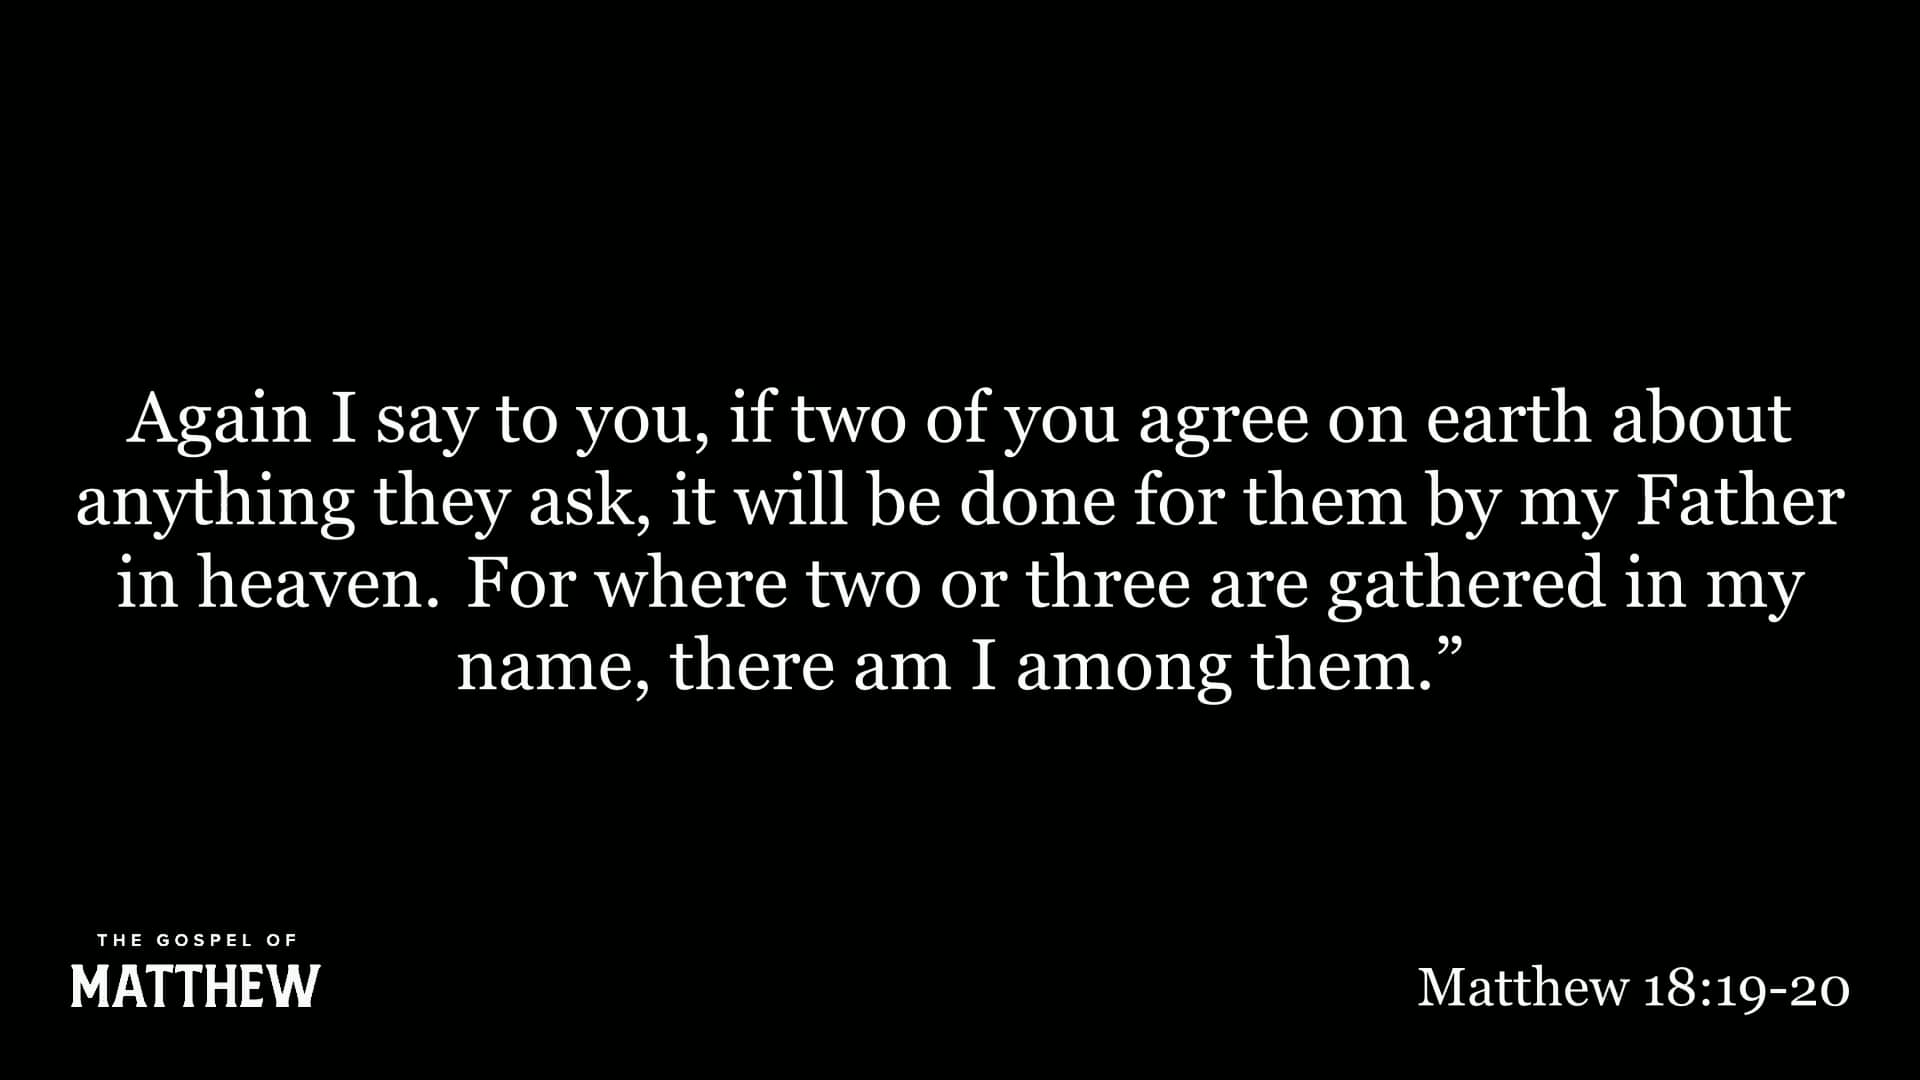 Again I say to you, if two of you agree on earth about
anything they ask, it will be done for them by my Father
in heaven. For where two or three are gathered in my
name, there am I among them.”
THE GOSPEL OF
MATTHEW
Matthew 18:19-20